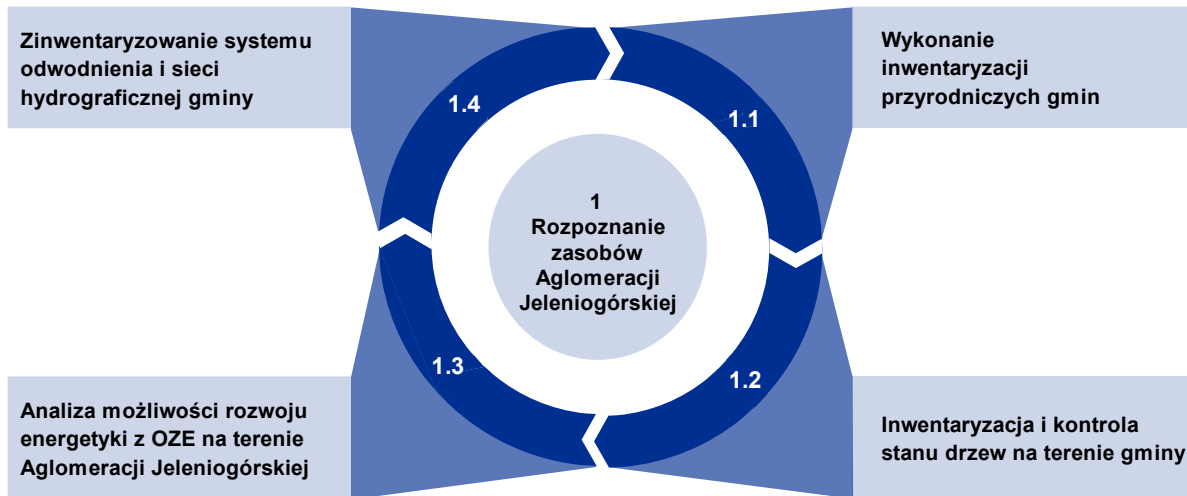 Zinwentaryzowanie systemu
odwodnienia i sieci
hydrograficznej gminy
Wykonanie
inwentaryzacji
przyrodniczych gmin
1.4
1.1
1
Rozpoznanie
zasobów
Aglomeracji
Jeleniogórskiej
1.3
1.2
Analiza możliwości rozwoju
energetyki z OZE na terenie
Aglomeracji Jeleniogórskiej
Inwentaryzacja i kontrola
stanu drzew na terenie gminy